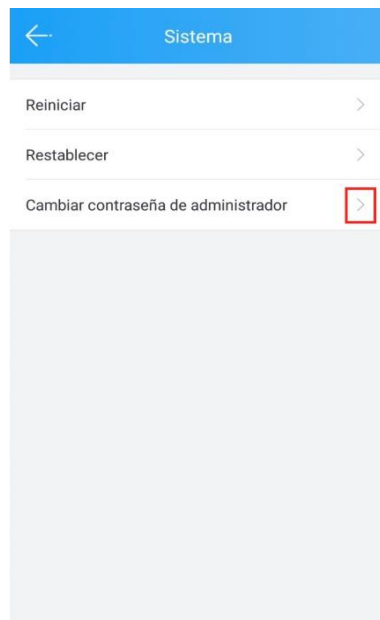 Sistema
Reiniciar
Restablecer
Cambiar contraseña de administrador